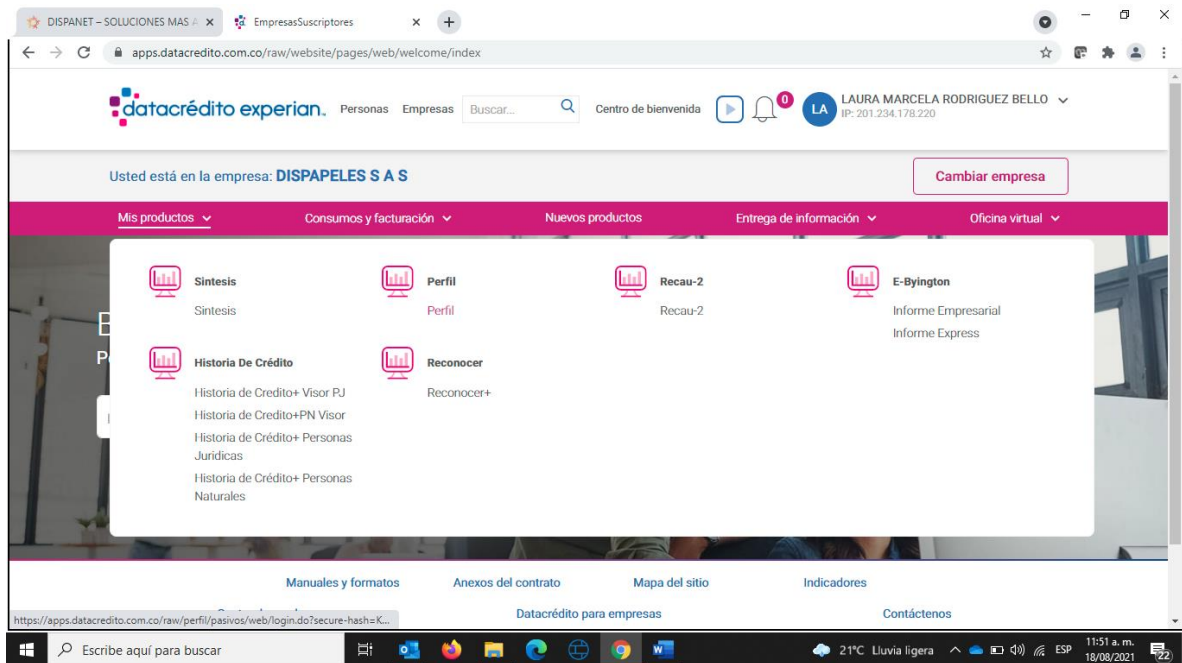 DISPANET – SOLUCIONES MAS A
EmpresasSuscriptores
apps.datacredito.com.co/raw/website/pages/web/welcome/index
datacrédito experian.
Personas Empresas Buscar... Centro de bienvenida 0 LA LAURA MARCELA RODRIGUEZ BELLO
IP: 201.234.178.220
Usted está en la empresa: DISPAPELES S A S
Cambiar empresa
Mis productos Consumos y facturación Nuevos productos Entrega de información Oficina virtual
Sintesis
Sintesis
Perfil
Perfil
Recau-2
Recau-2
E-Byington
Informe Empresarial
Informe Express
Historia De Crédito
Historia de Credito+ Visor PJ
Historia de Credito+PN Visor
Historia de Crédito+ Personas
Juridicas
Historia de Crédito+ Personas
Naturales
Reconocer
Reconocer+
Manuales y formatos Anexos del contrato Mapa del sitio Indicadores
Datacrédito para empresas Contáctenos
https://apps.datacredito.com.co/raw/perfil/pasivos/web/login.do?secure-hash=K...
Escribe aquí para buscar
21°C Lluvia ligera ESP
11:51 a. m.
18/08/2021
22